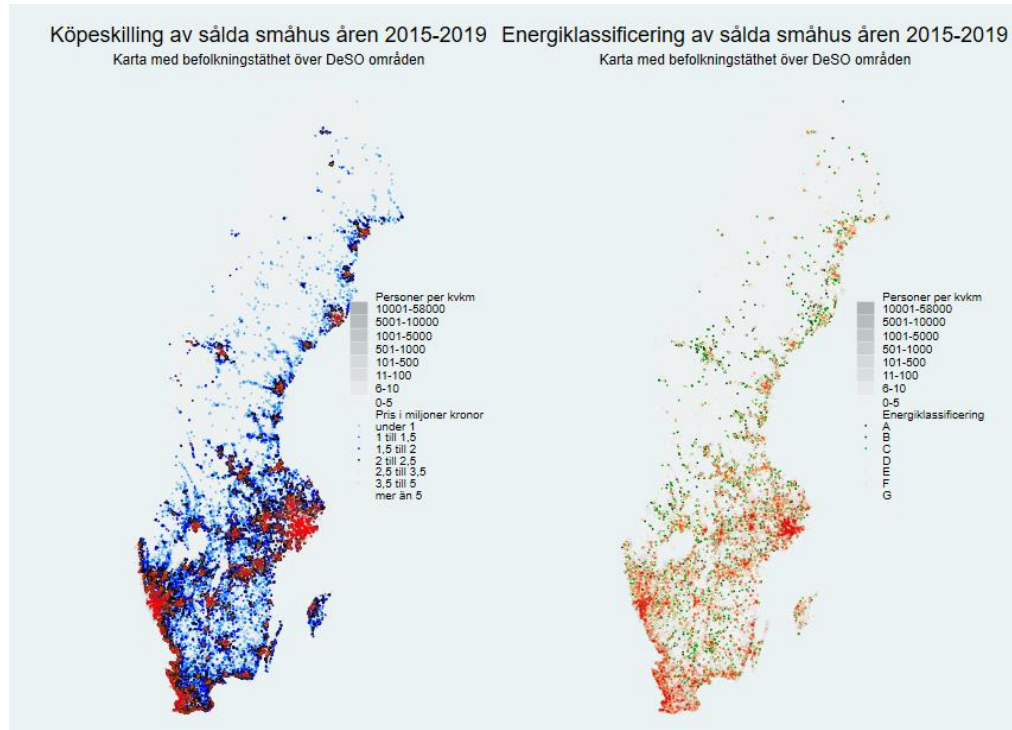 Köpeskilling av sålda småhus åren 2015-2019
Karta med befolkningstäthet över DeSO områden
Personer per kvkm
10001-58000
5001-10000
1001-5000
501-1000
101-500
11-100
6-10
0-5
Pris i miljoner kronor
under 1
1 till 1,5
1,5 till 2
2 till 2,5
2,5 till 3,5
3,5 till 5
mer än 5
Energiklassificering av sålda småhus åren 2015-2019
Karta med befolkningstäthet över DeSO områden
Personer per kvkm
10001-58000
5001-10000
1001-5000
501-1000
101-500
11-100
6-10
0-5
Energiklassificering
A
B
C
D
E
F
G